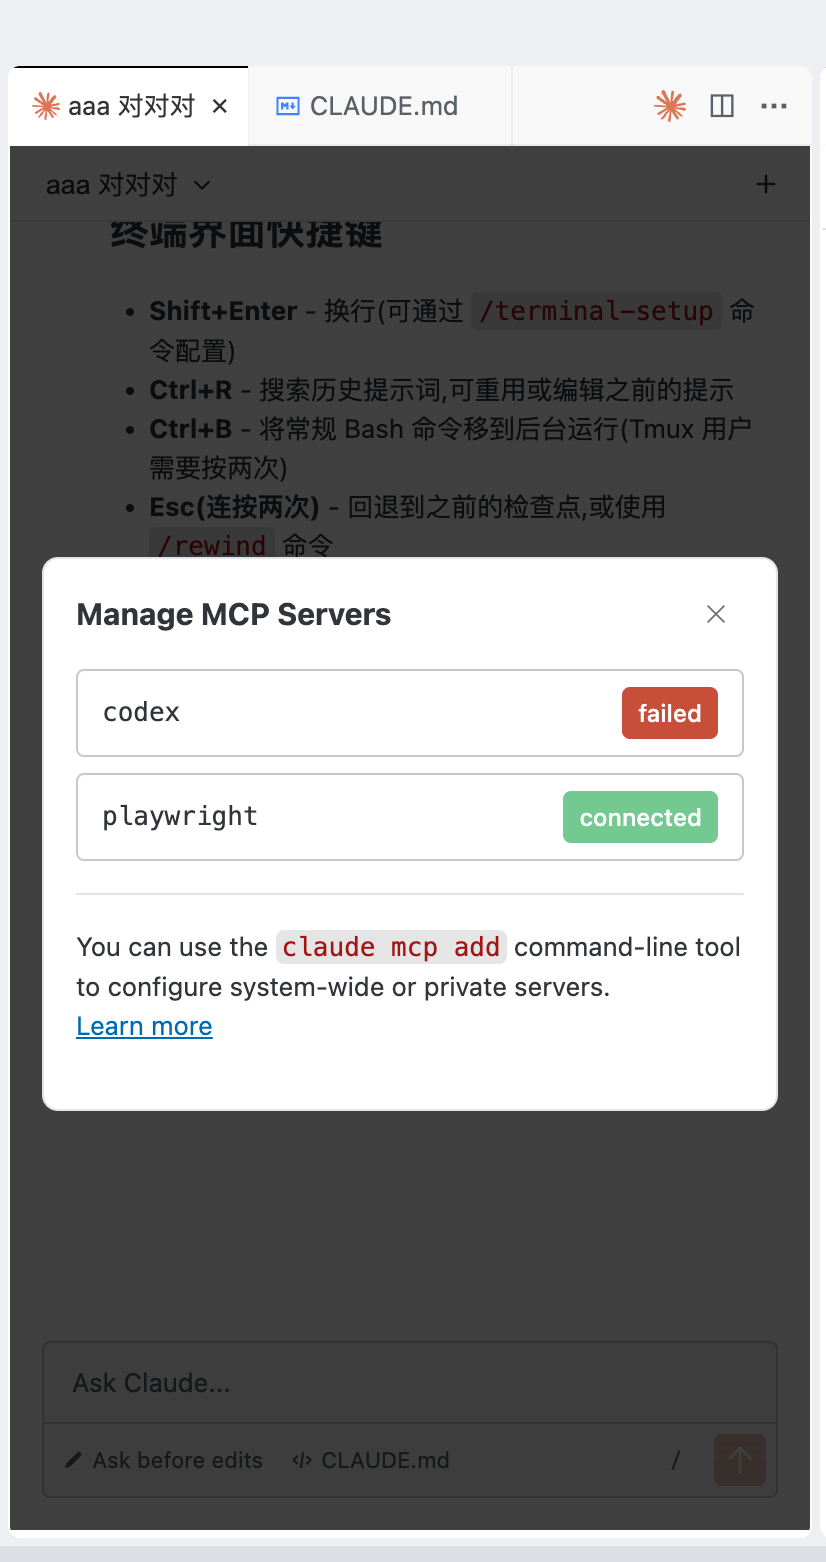 aaa 对对对
CLAUDE.md
aaa 对对对
终端界面快捷键
Shift+Enter - 换行(可通过 /terminal-setup 命
令配置)
Ctrl+R - 搜索历史提示词,可重用或编辑之前的提示
Ctrl+B - 将常规 Bash 命令移到后台运行(Tmux 用户
需要按两次)
Esc(连按两次) - 回退到之前的检查点,或使用
/rewind 命令
Manage MCP Servers
codex
failed
playwright
connected
You can use the claude mcp add command-line tool
to configure system-wide or private servers.
Learn more
Ask Claude...
Ask before edits
CLAUDE.md
/